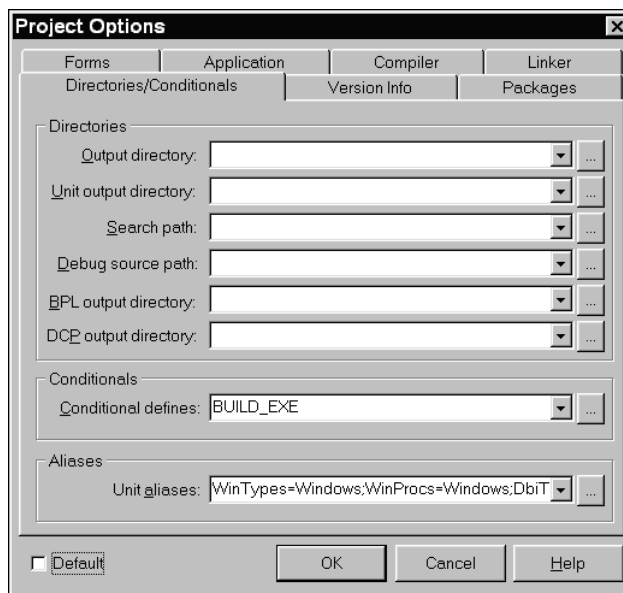 Project Options
Forms Application Compiler Linker
Directories/Conditionals Version Info Packages
Directories
Output directory: ...
Unit output directory: ...
Search path: ...
Debug source path: ...
BPL output directory: ...
DCP output directory: ...
Conditionals
Conditional defines: BUILD_EXE ...
Aliases
Unit aliases: WinTypes=Windows;WinProcs=Windows;DbiT ...
Default OK Cancel Help